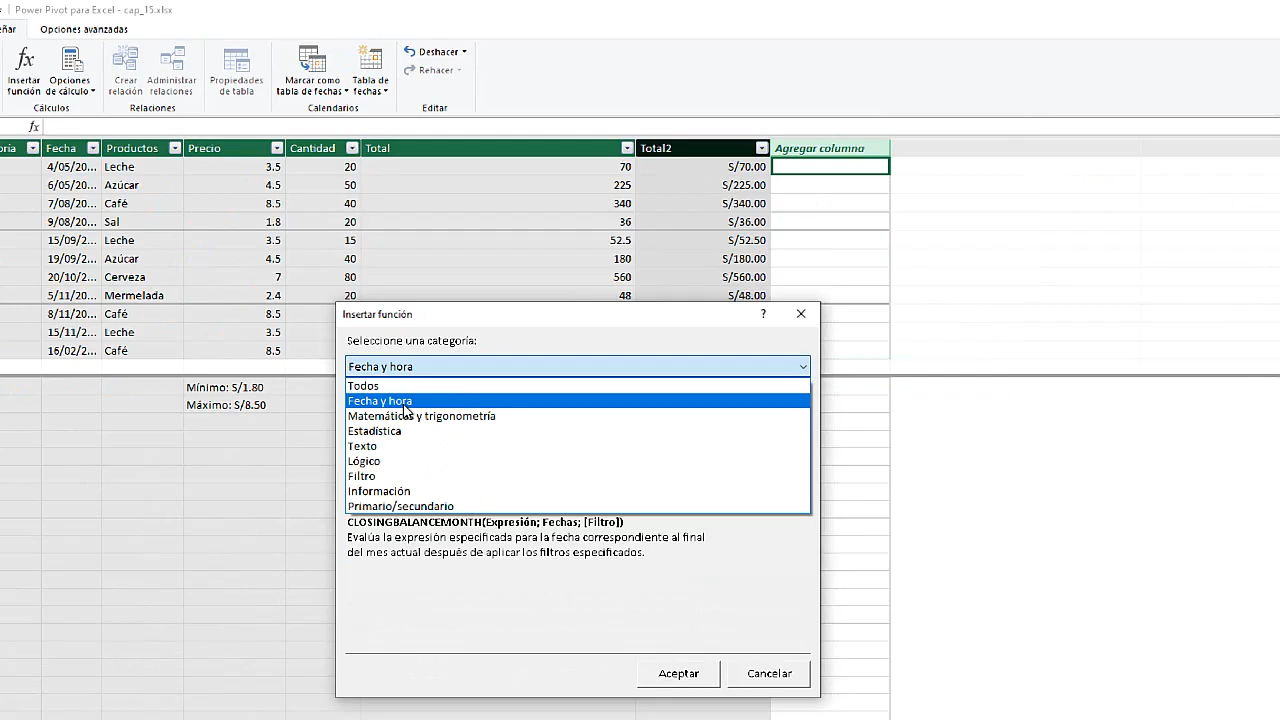 Power Pivot para Excel - cap_15.xlsx
ñar Opciones avanzadas
Insertar función
Opciones de cálculo
Crear relación
Administrar relaciones
Propiedades de tabla
Marcar como tabla de fechas
Tabla de fechas
Deshacer
Rehacer
Cálculos Relaciones Calendarios Editar
fx
oría Fecha Productos Precio Cantidad Total Total2 Agregar columna
4/05/20... Leche 3.5 20 70 S/70.00
6/05/20... Azúcar 4.5 50 225 S/225.00
7/08/20... Café 8.5 40 340 S/340.00
9/08/20... Sal 1.8 20 36 S/36.00
15/09/2... Leche 3.5 15 52.5 S/52.50
19/09/2... Azúcar 4.5 40 180 S/180.00
20/10/2... Cerveza 7 80 560 S/560.00
5/11/20... Mermelada 2.4 20 48 S/48.00
8/11/20... Café 8.5
15/11/2... Leche 3.5
16/02/2... Café 8.5
Mínimo: S/1.80
Máximo: S/8.50
Insertar función ?
Seleccione una categoría:
Fecha y hora
Todos
Fecha y hora
Matemáticas y trigonometría
Estadística
Texto
Lógico
Filtro
Información
Primario/secundario
CLOSINGBALANCEMONTH(Expresión; Fechas; [Filtro])
Evalúa la expresión especificada para la fecha correspondiente al final
del mes actual después de aplicar los filtros especificados.
Aceptar Cancelar